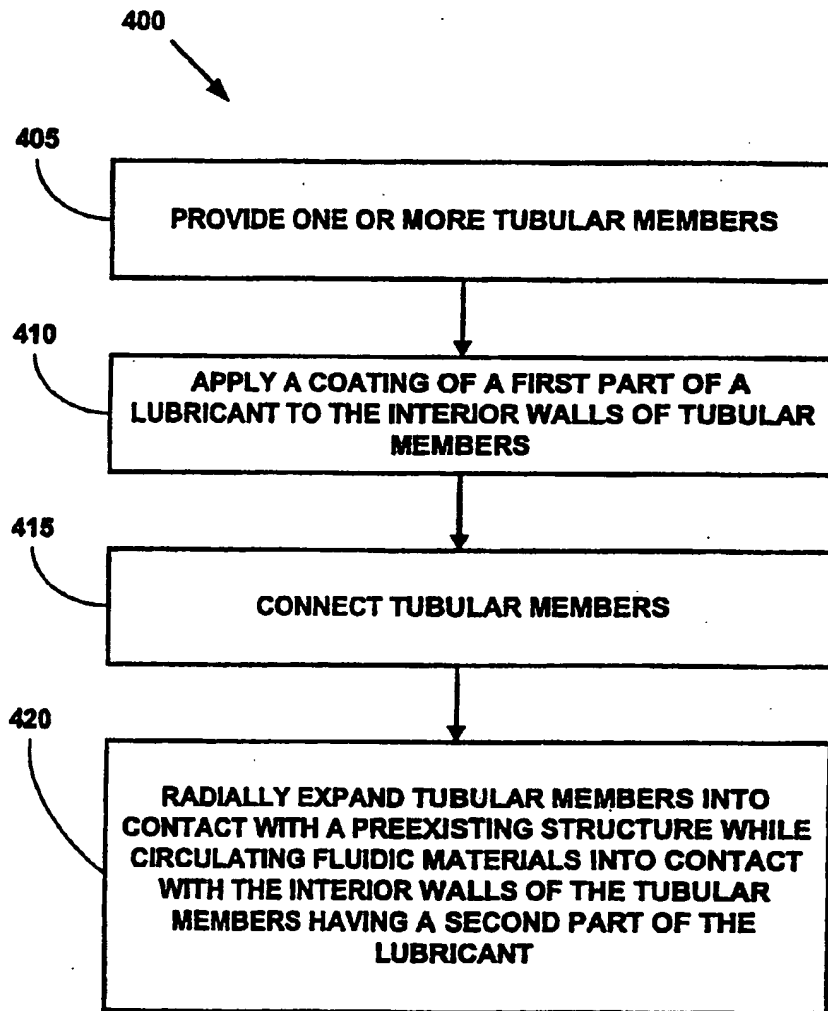 400
405
PROVIDE ONE OR MORE TUBULAR MEMBERS
410
APPLY A COATING OF A FIRST PART OF A
LUBRICANT TO THE INTERIOR WALLS OF TUBULAR
MEMBERS
415
CONNECT TUBULAR MEMBERS
420
RADIALLY EXPAND TUBULAR MEMBERS INTO
CONTACT WITH A PREEXISTING STRUCTURE WHILE
CIRCULATING FLUIDIC MATERIALS INTO CONTACT
WITH THE INTERIOR WALLS OF THE TUBULAR
MEMBERS HAVING A SECOND PART OF THE
LUBRICANT